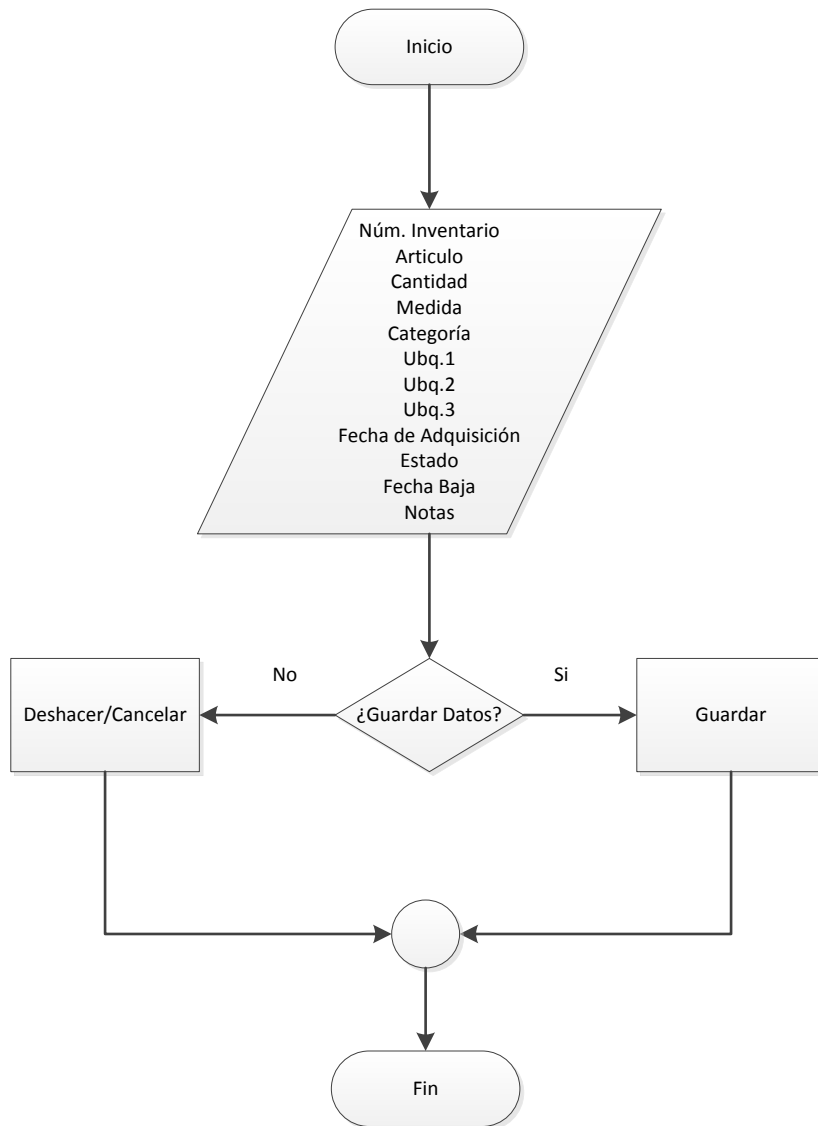 Inicio
Núm. Inventario
Articulo
Cantidad
Medida
Categoría
Ubq.1
Ubq.2
Ubq.3
Fecha de Adquisición
Estado
Fecha Baja
Notas
No
Si
Deshacer/Cancelar
¿Guardar Datos?
Guardar
Fin